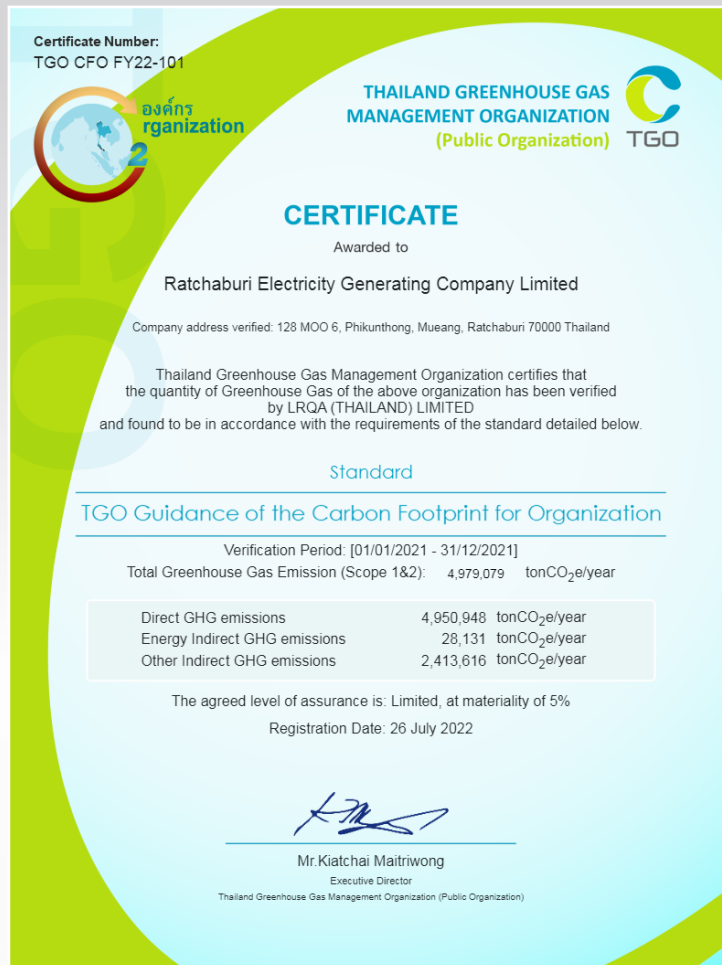 Certificate Number:
TGO CFO FY22-101
องค์กร
rganization
2
THAILAND GREENHOUSE GAS
MANAGEMENT ORGANIZATION
(Public Organization)
TGO
CERTIFICATE
Awarded to
Ratchaburi Electricity Generating Company Limited
Company address verified: 128 MOO 6, Phikunthong, Mueang, Ratchaburi 70000 Thailand
Thailand Greenhouse Gas Management Organization certifies that
the quantity of Greenhouse Gas of the above organization has been verified
by LRQA (THAILAND) LIMITED
and found to be in accordance with the requirements of the standard detailed below.
Standard
TGO Guidance of the Carbon Footprint for Organization
Verification Period: [01/01/2021 - 31/12/2021]
Total Greenhouse Gas Emission (Scope 1&2): 4,979,079 tonCO₂e/year
Direct GHG emissions 4,950,948 tonCO₂e/year
Energy Indirect GHG emissions 28,131 tonCO₂e/year
Other Indirect GHG emissions 2,413,616 tonCO₂e/year
The agreed level of assurance is: Limited, at materiality of 5%
Registration Date: 26 July 2022
Mr.Kiatchai Maitriwong
Executive Director
Thailand Greenhouse Gas Management Organization (Public Organization)